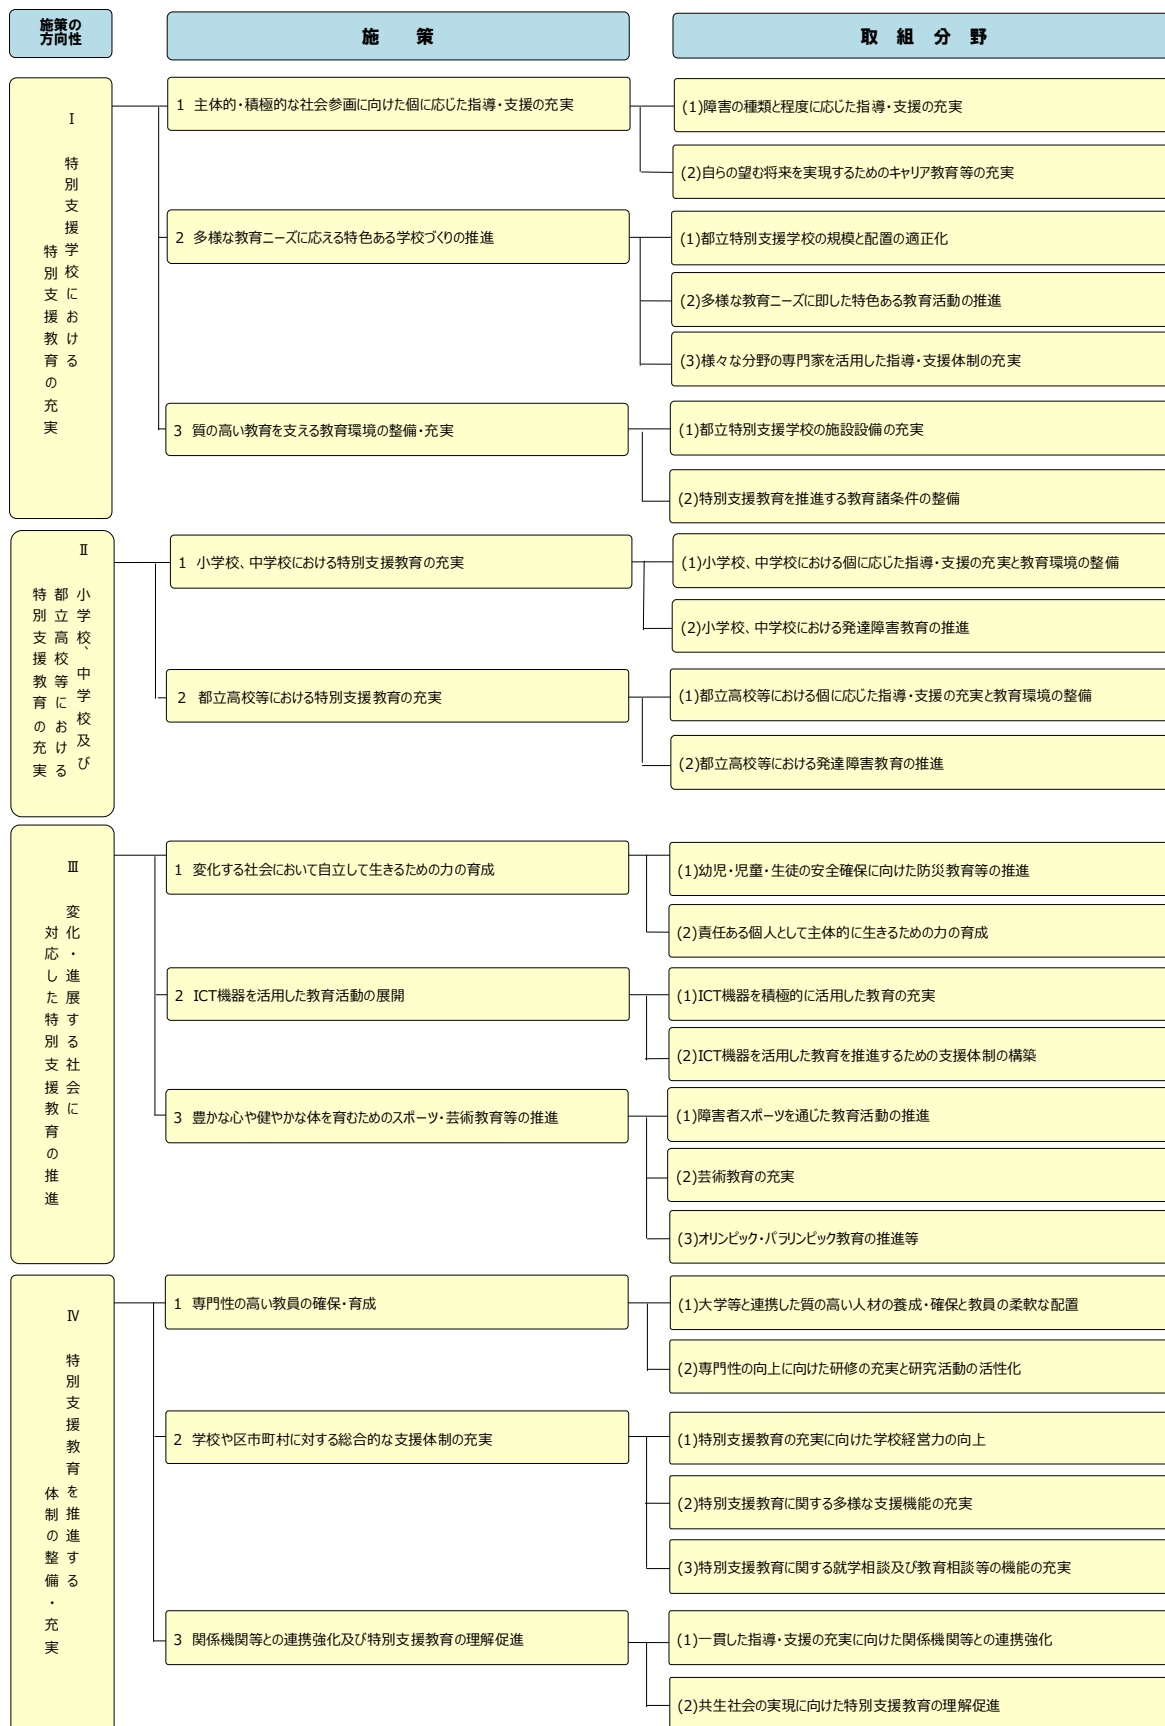 施策の
方向性
施　策
取 組 分 野
Ⅰ
特別支援学校における
特別支援教育の充実
1 主体的・積極的な社会参画に向けた個に応じた指導・支援の充実
(1)障害の種類と程度に応じた指導・支援の充実
(2)自らの望む将来を実現するためのキャリア教育等の充実
2 多様な教育ニーズに応える特色ある学校づくりの推進
(1)都立特別支援学校の規模と配置の適正化
(2)多様な教育ニーズに即した特色ある教育活動の推進
(3)様々な分野の専門家を活用した指導・支援体制の充実
3 質の高い教育を支える教育環境の整備・充実
(1)都立特別支援学校の施設設備の充実
(2)特別支援教育を推進する教育諸条件の整備
Ⅱ
小学校、中学校及び
都立高校等における
特別支援教育の充実
1 小学校、中学校における特別支援教育の充実
(1)小学校、中学校における個に応じた指導・支援の充実と教育環境の整備
(2)小学校、中学校における発達障害教育の推進
2 都立高校等における特別支援教育の充実
(1)都立高校等における個に応じた指導・支援の充実と教育環境の整備
(2)都立高校等における発達障害教育の推進
Ⅲ
変化・進展する社会に
対応した特別支援教育の推進
1 変化する社会において自立して生きるための力の育成
(1)幼児・児童・生徒の安全確保に向けた防災教育等の推進
(2)責任ある個人として主体的に生きるための力の育成
2 ICT機器を活用した教育活動の展開
(1)ICT機器を積極的に活用した教育の充実
(2)ICT機器を活用した教育を推進するための支援体制の構築
3 豊かな心や健やかな体を育むためのスポーツ・芸術教育等の推進
(1)障害者スポーツを通じた教育活動の推進
(2)芸術教育の充実
(3)オリンピック・パラリンピック教育の推進等
Ⅳ
特別支援教育を推進する
体制の整備・充実
1 専門性の高い教員の確保・育成
(1)大学等と連携した質の高い人材の養成・確保と教員の柔軟な配置
(2)専門性の向上に向けた研修の充実と研究活動の活性化
2 学校や区市町村に対する総合的な支援体制の充実
(1)特別支援教育の充実に向けた学校経営力の向上
(2)特別支援教育に関する多様な支援機能の充実
(3)特別支援教育に関する就学相談及び教育相談等の機能の充実
3 関係機関等との連携強化及び特別支援教育の理解促進
(1)一貫した指導・支援の充実に向けた関係機関等との連携強化
(2)共生社会の実現に向けた特別支援教育の理解促進